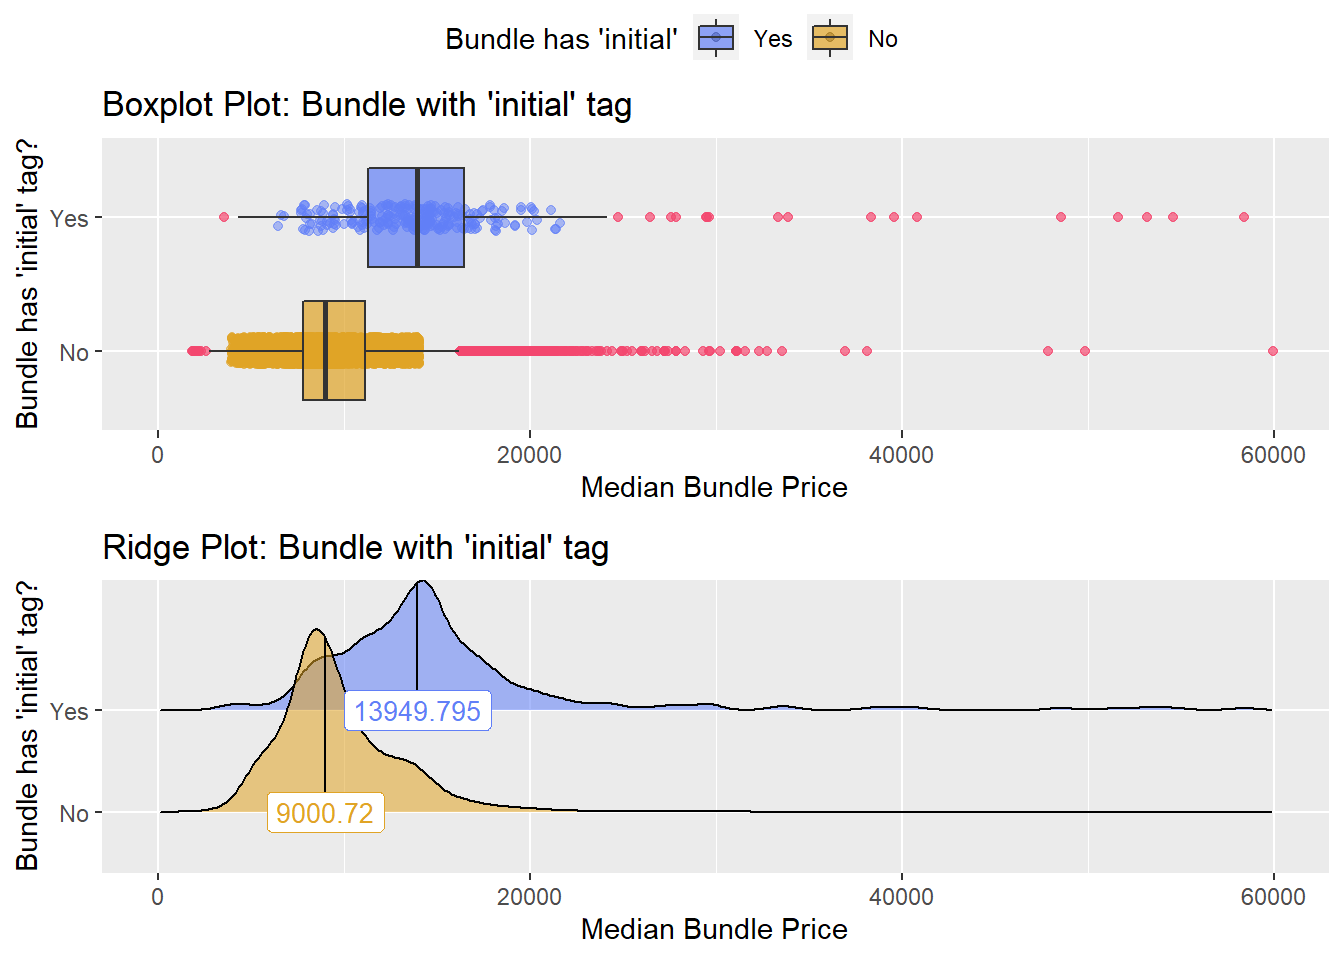 Bundle has 'initial' Yes No
Boxplot Plot: Bundle with 'initial' tag
Bundle has 'initial' tag?
Yes
No
0 20000 40000 60000
Median Bundle Price
Ridge Plot: Bundle with 'initial' tag
Bundle has 'initial' tag?
Yes
13949.795
No
9000.72
0 20000 40000 60000
Median Bundle Price